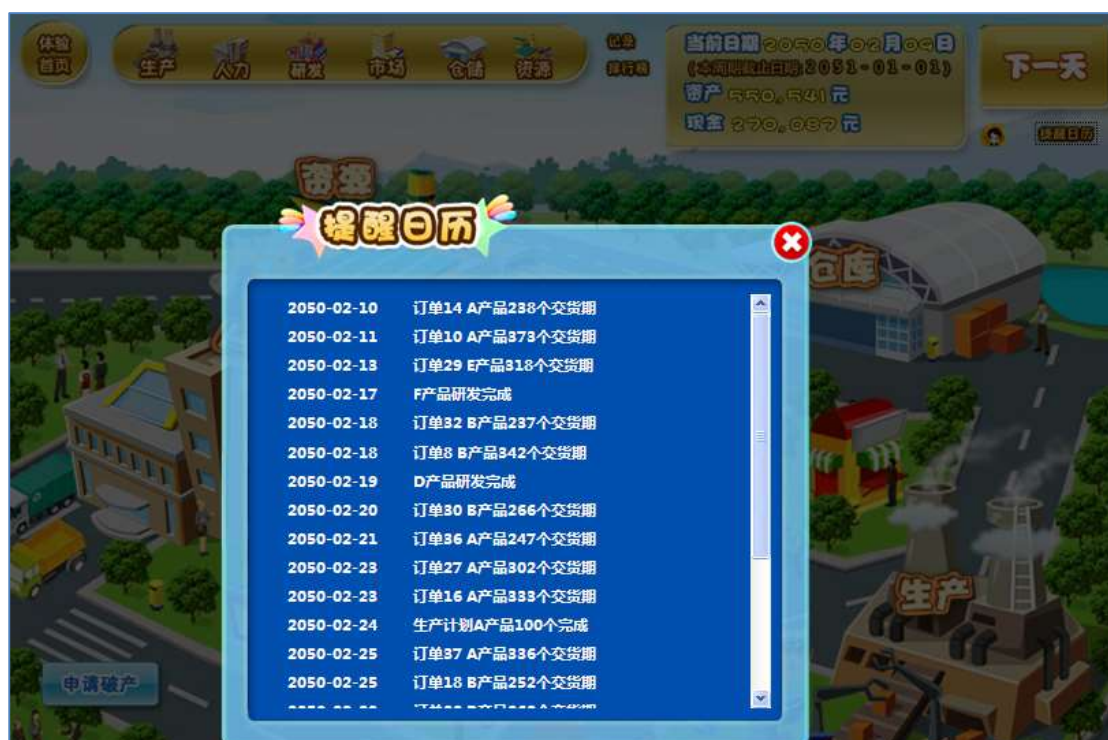 体验
首页
生产
人力
研发
市场
仓储
资源
记录
排行榜
当前日期2050年02月09日
(本周期截止日期:2051-01-01)
资产 550,541元
现金 270,087元
下一天
提醒日历
资源
提醒日历
仓库
2050-02-10 订单14 A产品238个交货期
2050-02-11 订单10 A产品373个交货期
2050-02-13 订单29 E产品318个交货期
2050-02-17 F产品研发完成
2050-02-18 订单32 B产品237个交货期
2050-02-18 订单8 B产品342个交货期
2050-02-19 D产品研发完成
2050-02-20 订单30 B产品266个交货期
2050-02-21 订单36 A产品247个交货期
2050-02-23 订单27 A产品302个交货期
2050-02-23 订单16 A产品333个交货期
2050-02-24 生产计划A产品100个完成
2050-02-25 订单37 A产品336个交货期
2050-02-25 订单18 B产品252个交货期
生产
申请破产